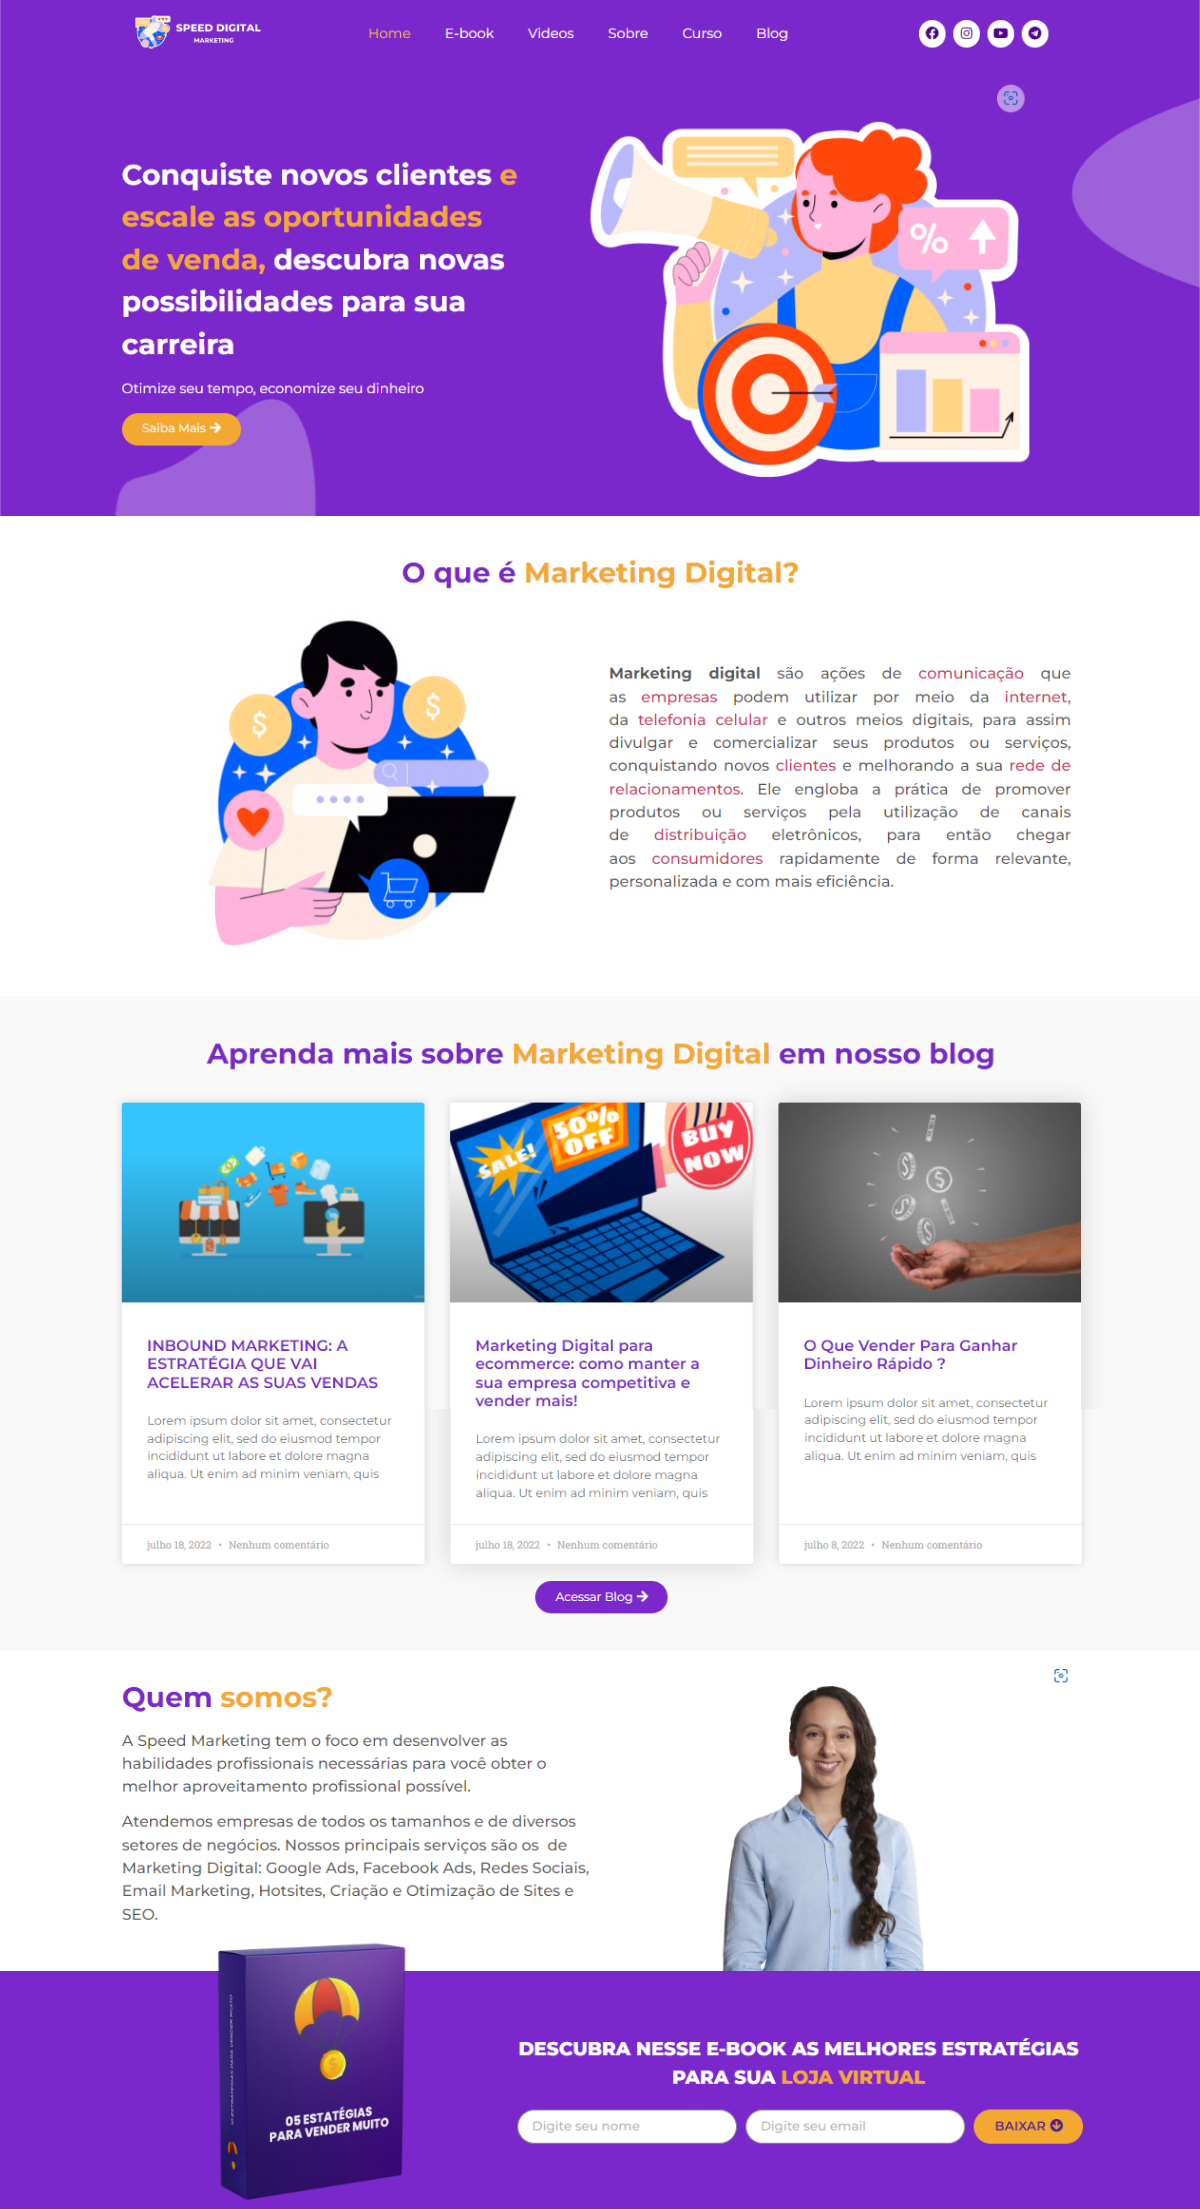 SPEED DIGITAL
MARKETING
Home E-book Videos Sobre Curso Blog
Conquiste novos clientes e
escale as oportunidades
de venda, descubra novas
possibilidades para sua
carreira
Otimize seu tempo, economize seu dinheiro
Saiba Mais
%
O que é Marketing Digital?
$ $
Marketing digital são ações de comunicação que
as empresas podem utilizar por meio da internet,
da telefonia celular e outros meios digitais, para assim
divulgar e comercializar seus produtos ou serviços,
conquistando novos clientes e melhorando a sua rede de
relacionamentos. Ele engloba a prática de promover
produtos ou serviços pela utilização de canais
de distribuição eletrônicos, para então chegar
aos consumidores rapidamente de forma relevante,
personalizada e com mais eficiência.
Aprenda mais sobre Marketing Digital em nosso blog
SALE!
50%
OFF
BUY
NOW
INBOUND MARKETING: A
ESTRATÉGIA QUE VAI
ACELERAR AS SUAS VENDAS
Lorem ipsum dolor sit amet, consectetur
adipiscing elit, sed do eiusmod tempor
incididunt ut labore et dolore magna
aliqua. Ut enim ad minim veniam, quis
julho 18, 2022 • Nenhum comentário
Marketing Digital para
ecommerce: como manter a
sua empresa competitiva e
vender mais!
Lorem ipsum dolor sit amet, consectetur
adipiscing elit, sed do eiusmod tempor
incididunt ut labore et dolore magna
aliqua. Ut enim ad minim veniam, quis
julho 18, 2022 • Nenhum comentário
O Que Vender Para Ganhar
Dinheiro Rápido ?
Lorem ipsum dolor sit amet, consectetur
adipiscing elit, sed do eiusmod tempor
incididunt ut labore et dolore magna
aliqua. Ut enim ad minim veniam, quis
julho 8, 2022 • Nenhum comentário
Acessar Blog
Quem somos?
A Speed Marketing tem o foco em desenvolver as
habilidades profissionais necessárias para você obter o
melhor aproveitamento profissional possível.
Atendemos empresas de todos os tamanhos e de diversos
setores de negócios. Nossos principais serviços são os de
Marketing Digital: Google Ads, Facebook Ads, Redes Sociais,
Email Marketing, Hotsites, Criação e Otimização de Sites e
SEO.
05 ESTATÉGIAS
PARA VENDER MUITO
DESCUBRA NESSE E-BOOK AS MELHORES ESTRATÉGIAS
PARA SUA LOJA VIRTUAL
Digite seu nome
Digite seu email
BAIXAR